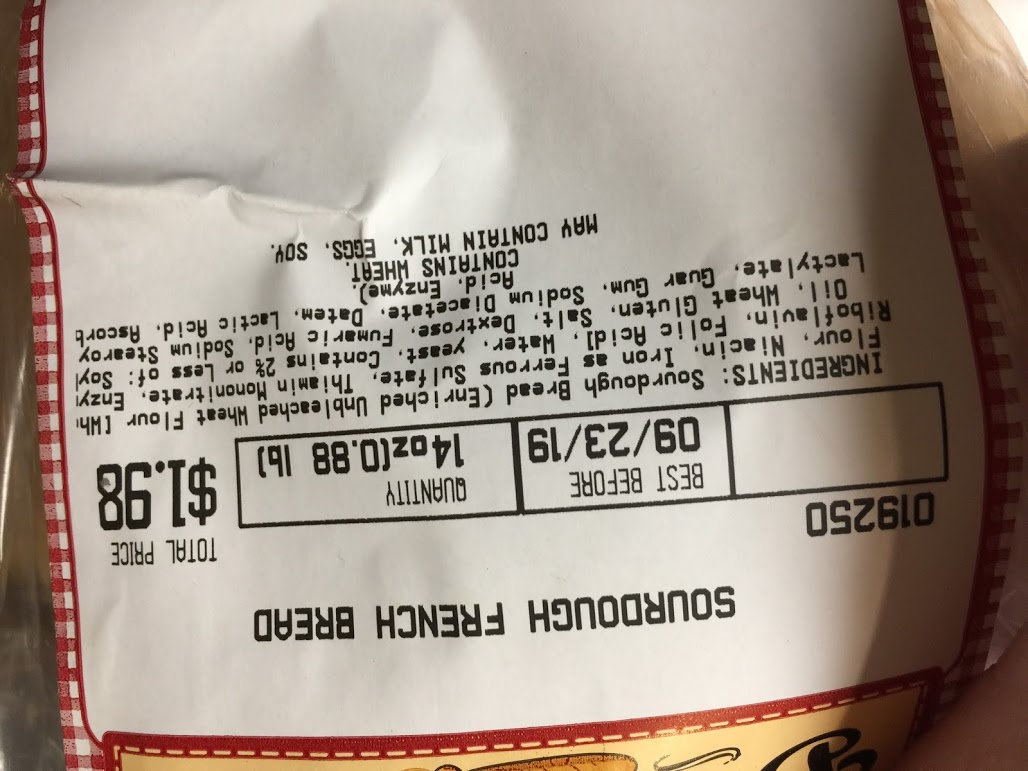 SOURDOUGH FRENCH BREAD
019250
TOTAL PRICE
BEST BEFORE
QUANTITY
09/23/19
14oz(0.88 lb)
$1.98
INGREDIENTS: Sourdough Bread (Enriched Unbleached Wheat Flour [Wh
Flour, Niacin, Iron as Ferrous Sulfate, Thiamin Mononitrate, Enzy
Riboflavin, Folic Acid], Water, yeast, Contains 2% or Less of: Soy
Oil, Wheat Gluten, Salt, Dextrose, Fumaric Acid, Sodium Stearoy
Lactylate, Guar Gum, Sodium Diacetate, Datem, Lactic Acid, Ascorb
Acid, Enzyme).
CONTAINS WHEAT.
MAY CONTAIN MILK, EGGS, SOY.